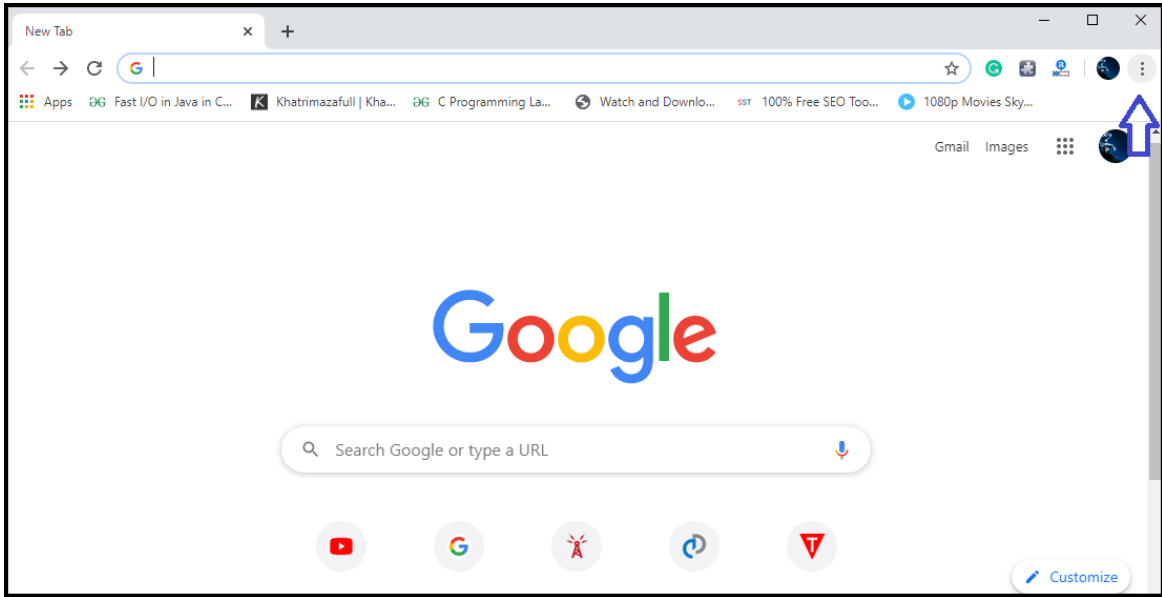 New Tab
Apps Fast I/O in Java in C... Khatrimazafull | Kha... C Programming La... Watch and Downlo... SST 100% Free SEO Too... 1080p Movies Sky...
Gmail Images
Google
Search Google or type a URL
Customize